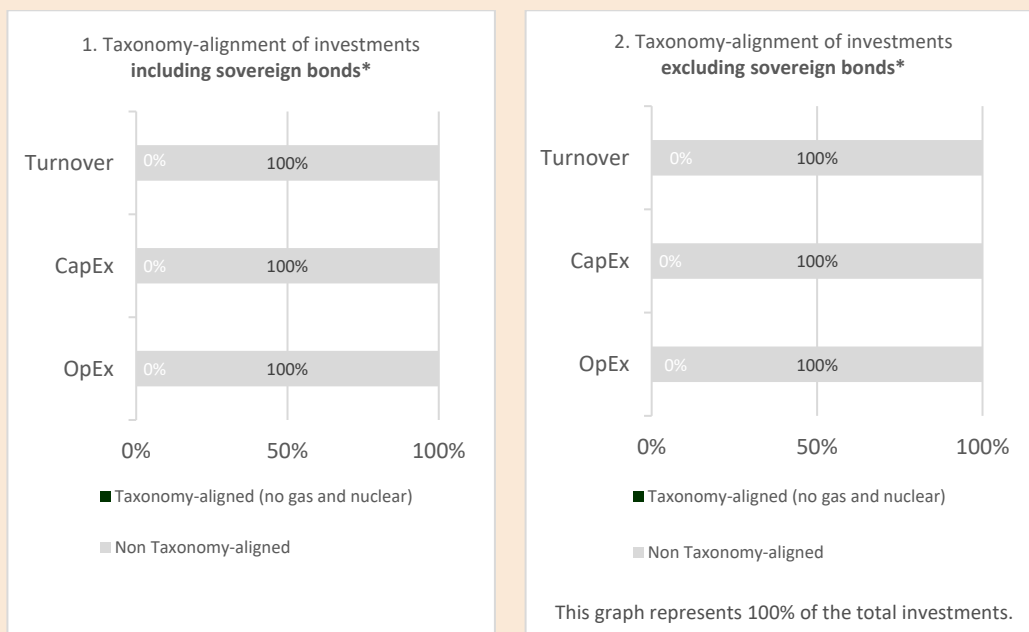 1. Taxonomy-alignment of investments
including sovereign bonds*
Turnover
0%
100%
CapEx
0%
100%
OpEx
0%
100%
0%
50%
100%
Taxonomy-aligned (no gas and nuclear)
Non Taxonomy-aligned
2. Taxonomy-alignment of investments
excluding sovereign bonds*
Turnover
0%
100%
CapEx
0%
100%
OpEx
0%
100%
0%
50%
100%
Taxonomy-aligned (no gas and nuclear)
Non Taxonomy-aligned
This graph represents 100% of the total investments.